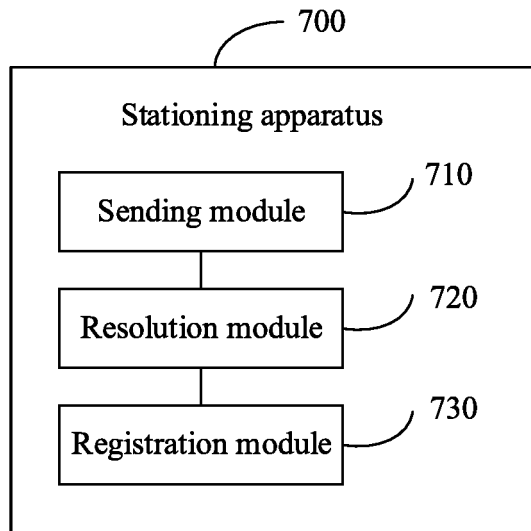 700
Stationing apparatus
710
Sending module
720
Resolution module
730
Registration module